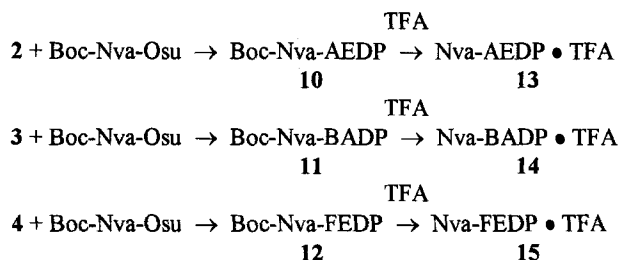 TFA
2 + Boc-Nva-Osu → Boc-Nva-AEDP → Nva-AEDP • TFA
10 13
TFA
3 + Boc-Nva-Osu → Boc-Nva-BADP → Nva-BADP • TFA
11 14
TFA
4 + Boc-Nva-Osu → Boc-Nva-FEDP → Nva-FEDP • TFA
12 15